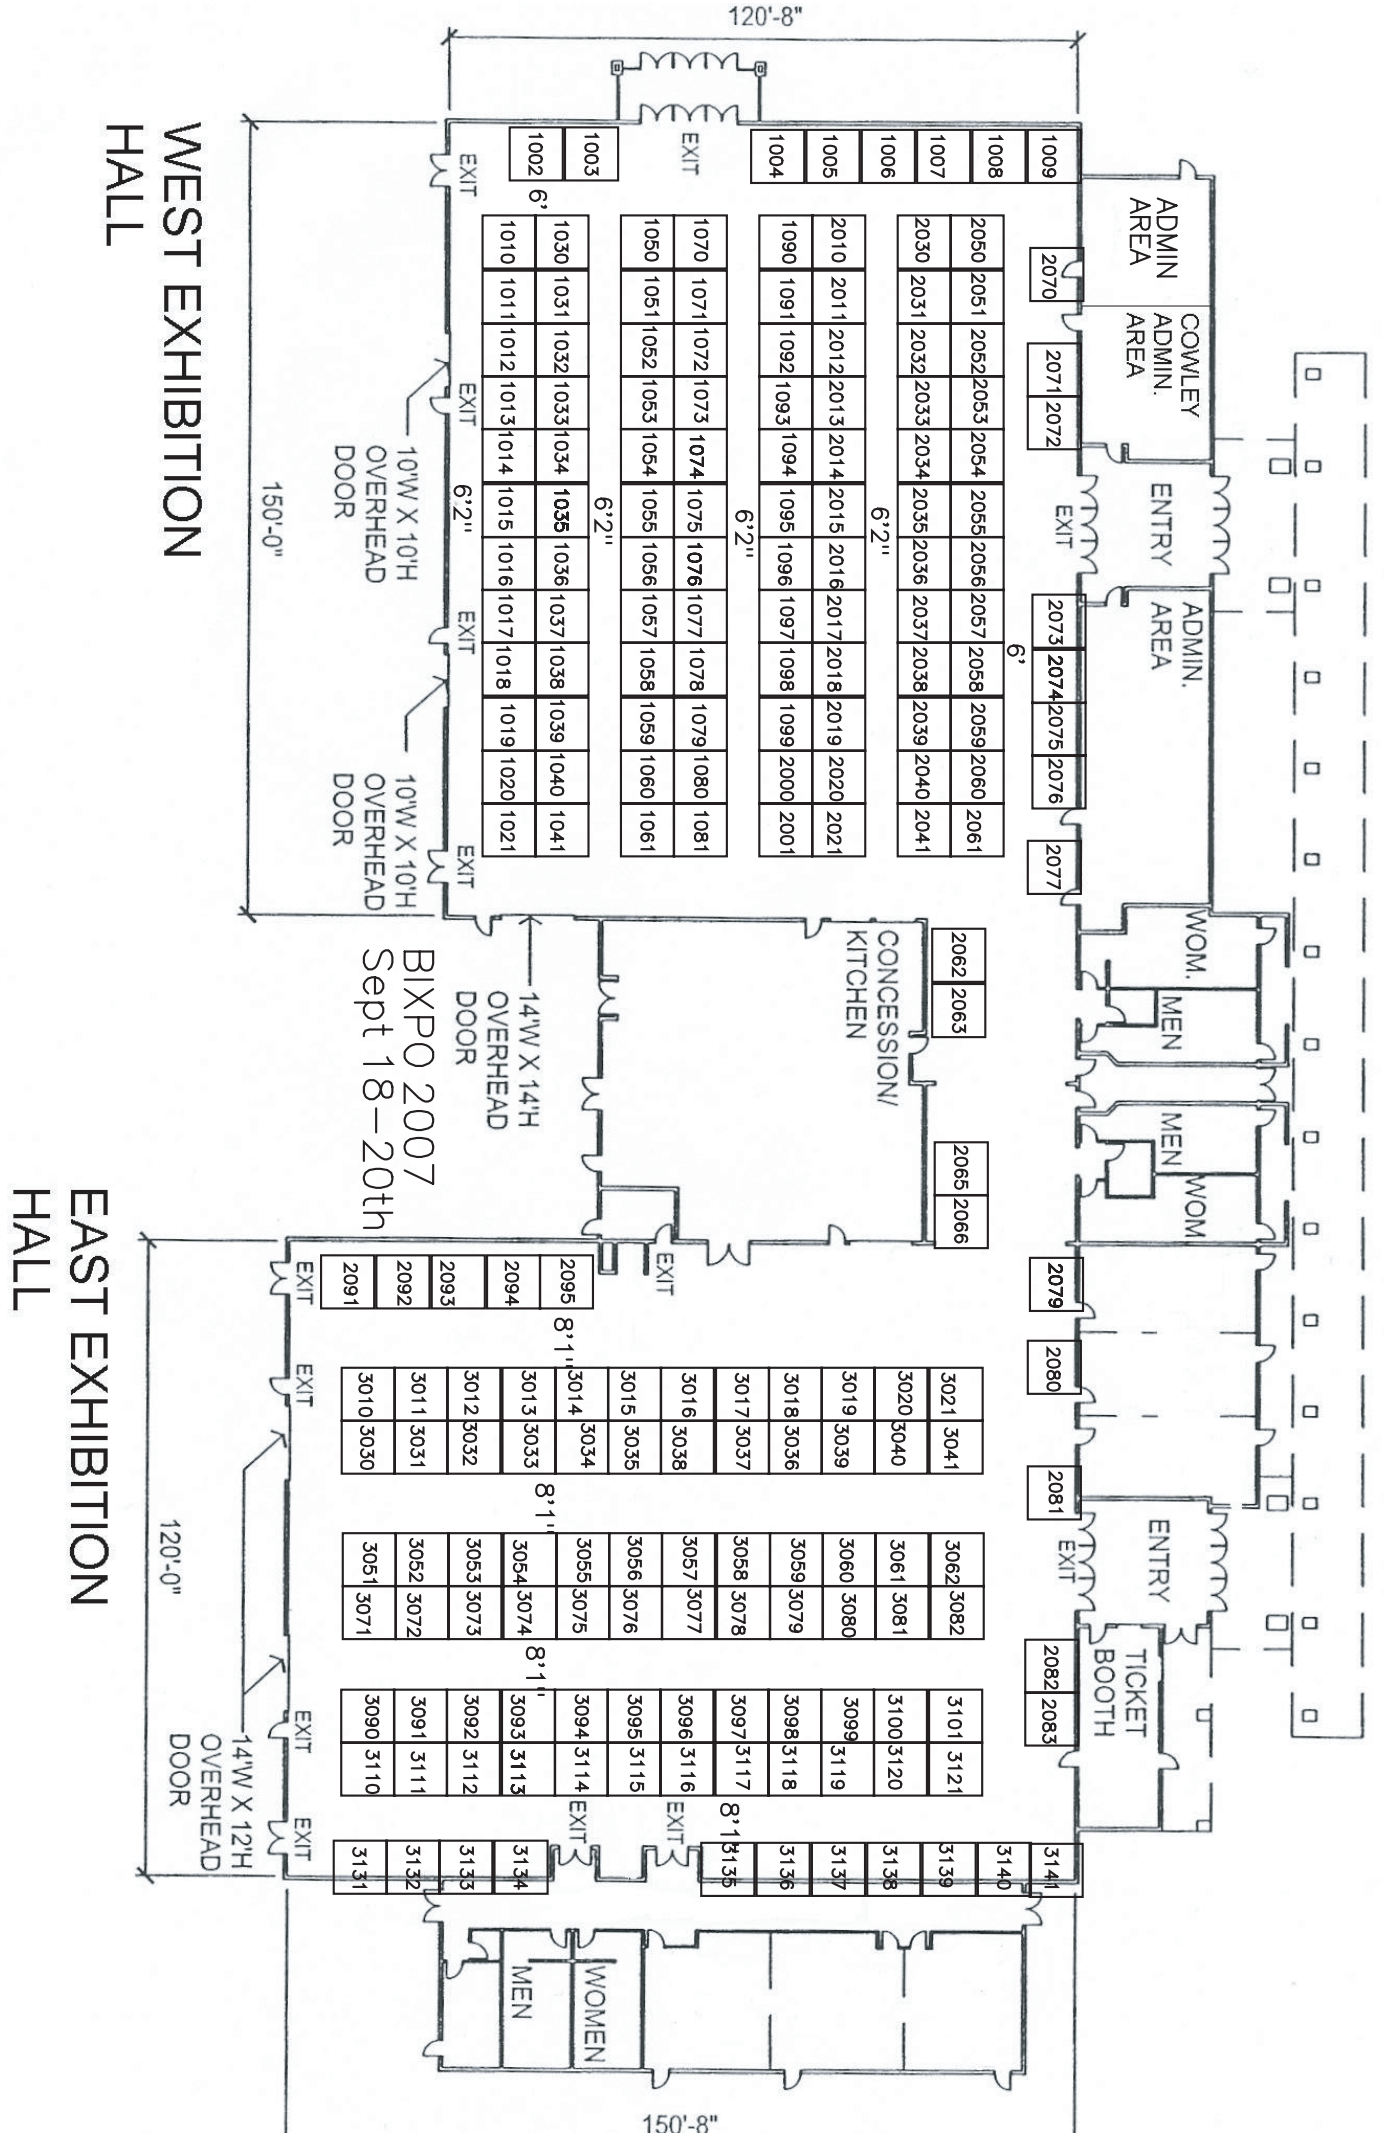 120'-8"
ADMIN
AREA
COWLEY
ADMIN.
AREA
ENTRY
ADMIN.
AREA
WOM.
MEN
MEN
WOM.
ENTRY
TICKET
BOOTH
EXIT
EXIT
1009 2070 2071 2072 2073 2074 2075 2076 2077 2079 2080 2081 2082 2083 3141
6'
1008
1007
1006
1005
1004
EXIT
1003
1002
6'
2050 2051 2052 2053 2054 2055 2056 2057 2058 2059 2060 2061
2030 2031 2032 2033 2034 2035 2036 2037 2038 2039 2040 2041
6'2"
2010 2011 2012 2013 2014 2015 2016 2017 2018 2019 2020 2021
1090 1091 1092 1093 1094 1095 1096 1097 1098 1099 2000 2001
6'2"
1070 1071 1072 1073 1074 1075 1076 1077 1078 1079 1080 1081
1050 1051 1052 1053 1054 1055 1056 1057 1058 1059 1060 1061
6'2"
1030 1031 1032 1033 1034 1035 1036 1037 1038 1039 1040 1041
1010 1011 1012 1013 1014 1015 1016 1017 1018 1019 1020 1021
6'2"
EXIT
EXIT
EXIT
EXIT
10'W X 10'H
OVERHEAD
DOOR
10'W X 10'H
OVERHEAD
DOOR
150'-0"
WEST EXHIBITION
HALL
2062 2063
2065 2066
CONCESSION/
KITCHEN
14'W X 14'H
OVERHEAD
DOOR
BIXPO 2007
Sept 18-20th
EXIT
2095
2094
2093
2092
2091
8'1"
3021 3041
3020 3040
3019 3039
3018 3036
3017 3037
3016 3038
3015 3035
3014 3034
3013 3033
3012 3032
3011 3031
3010 3030
8'1"
3062 3082
3061 3081
3060 3080
3059 3079
3058 3078
3057 3077
3056 3076
3055 3075
3054 3074
3053 3073
3052 3072
3051 3071
8'1"
3101 3121
3100 3120
3099 3119
3098 3118
3097 3117
3096 3116
3095 3115
3094 3114
3093 3113
3092 3112
3091 3111
3090 3110
8'1"
3140
3139
3138
3137
3136
3135
EXIT
EXIT
3134
3133
3132
3131
EXIT
EXIT
EXIT
EXIT
14'W X 12'H
OVERHEAD
DOOR
120'-0"
EAST EXHIBITION
HALL
WOMEN
MEN
150'-8"